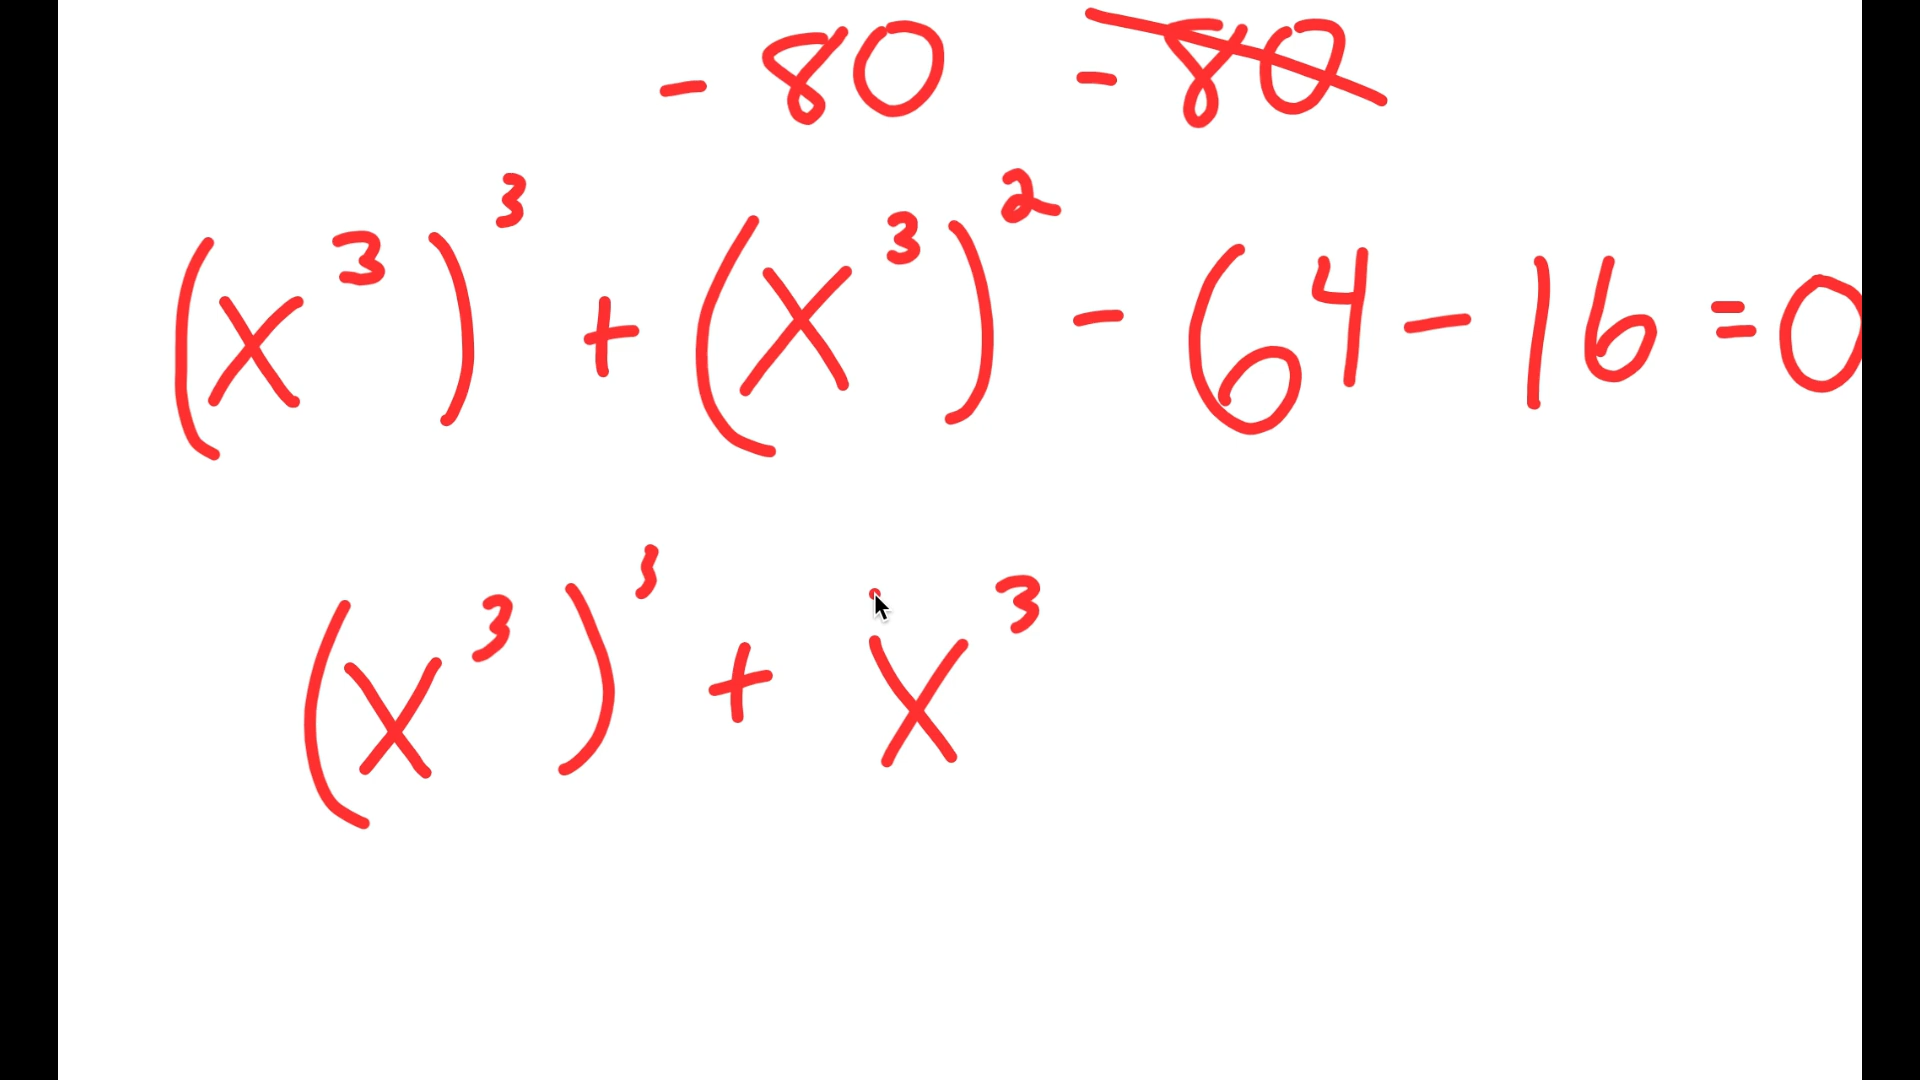 - 80 - 80
(x³)³ + (x³)² - 64 - 16 = 0
(x³)³ + x³